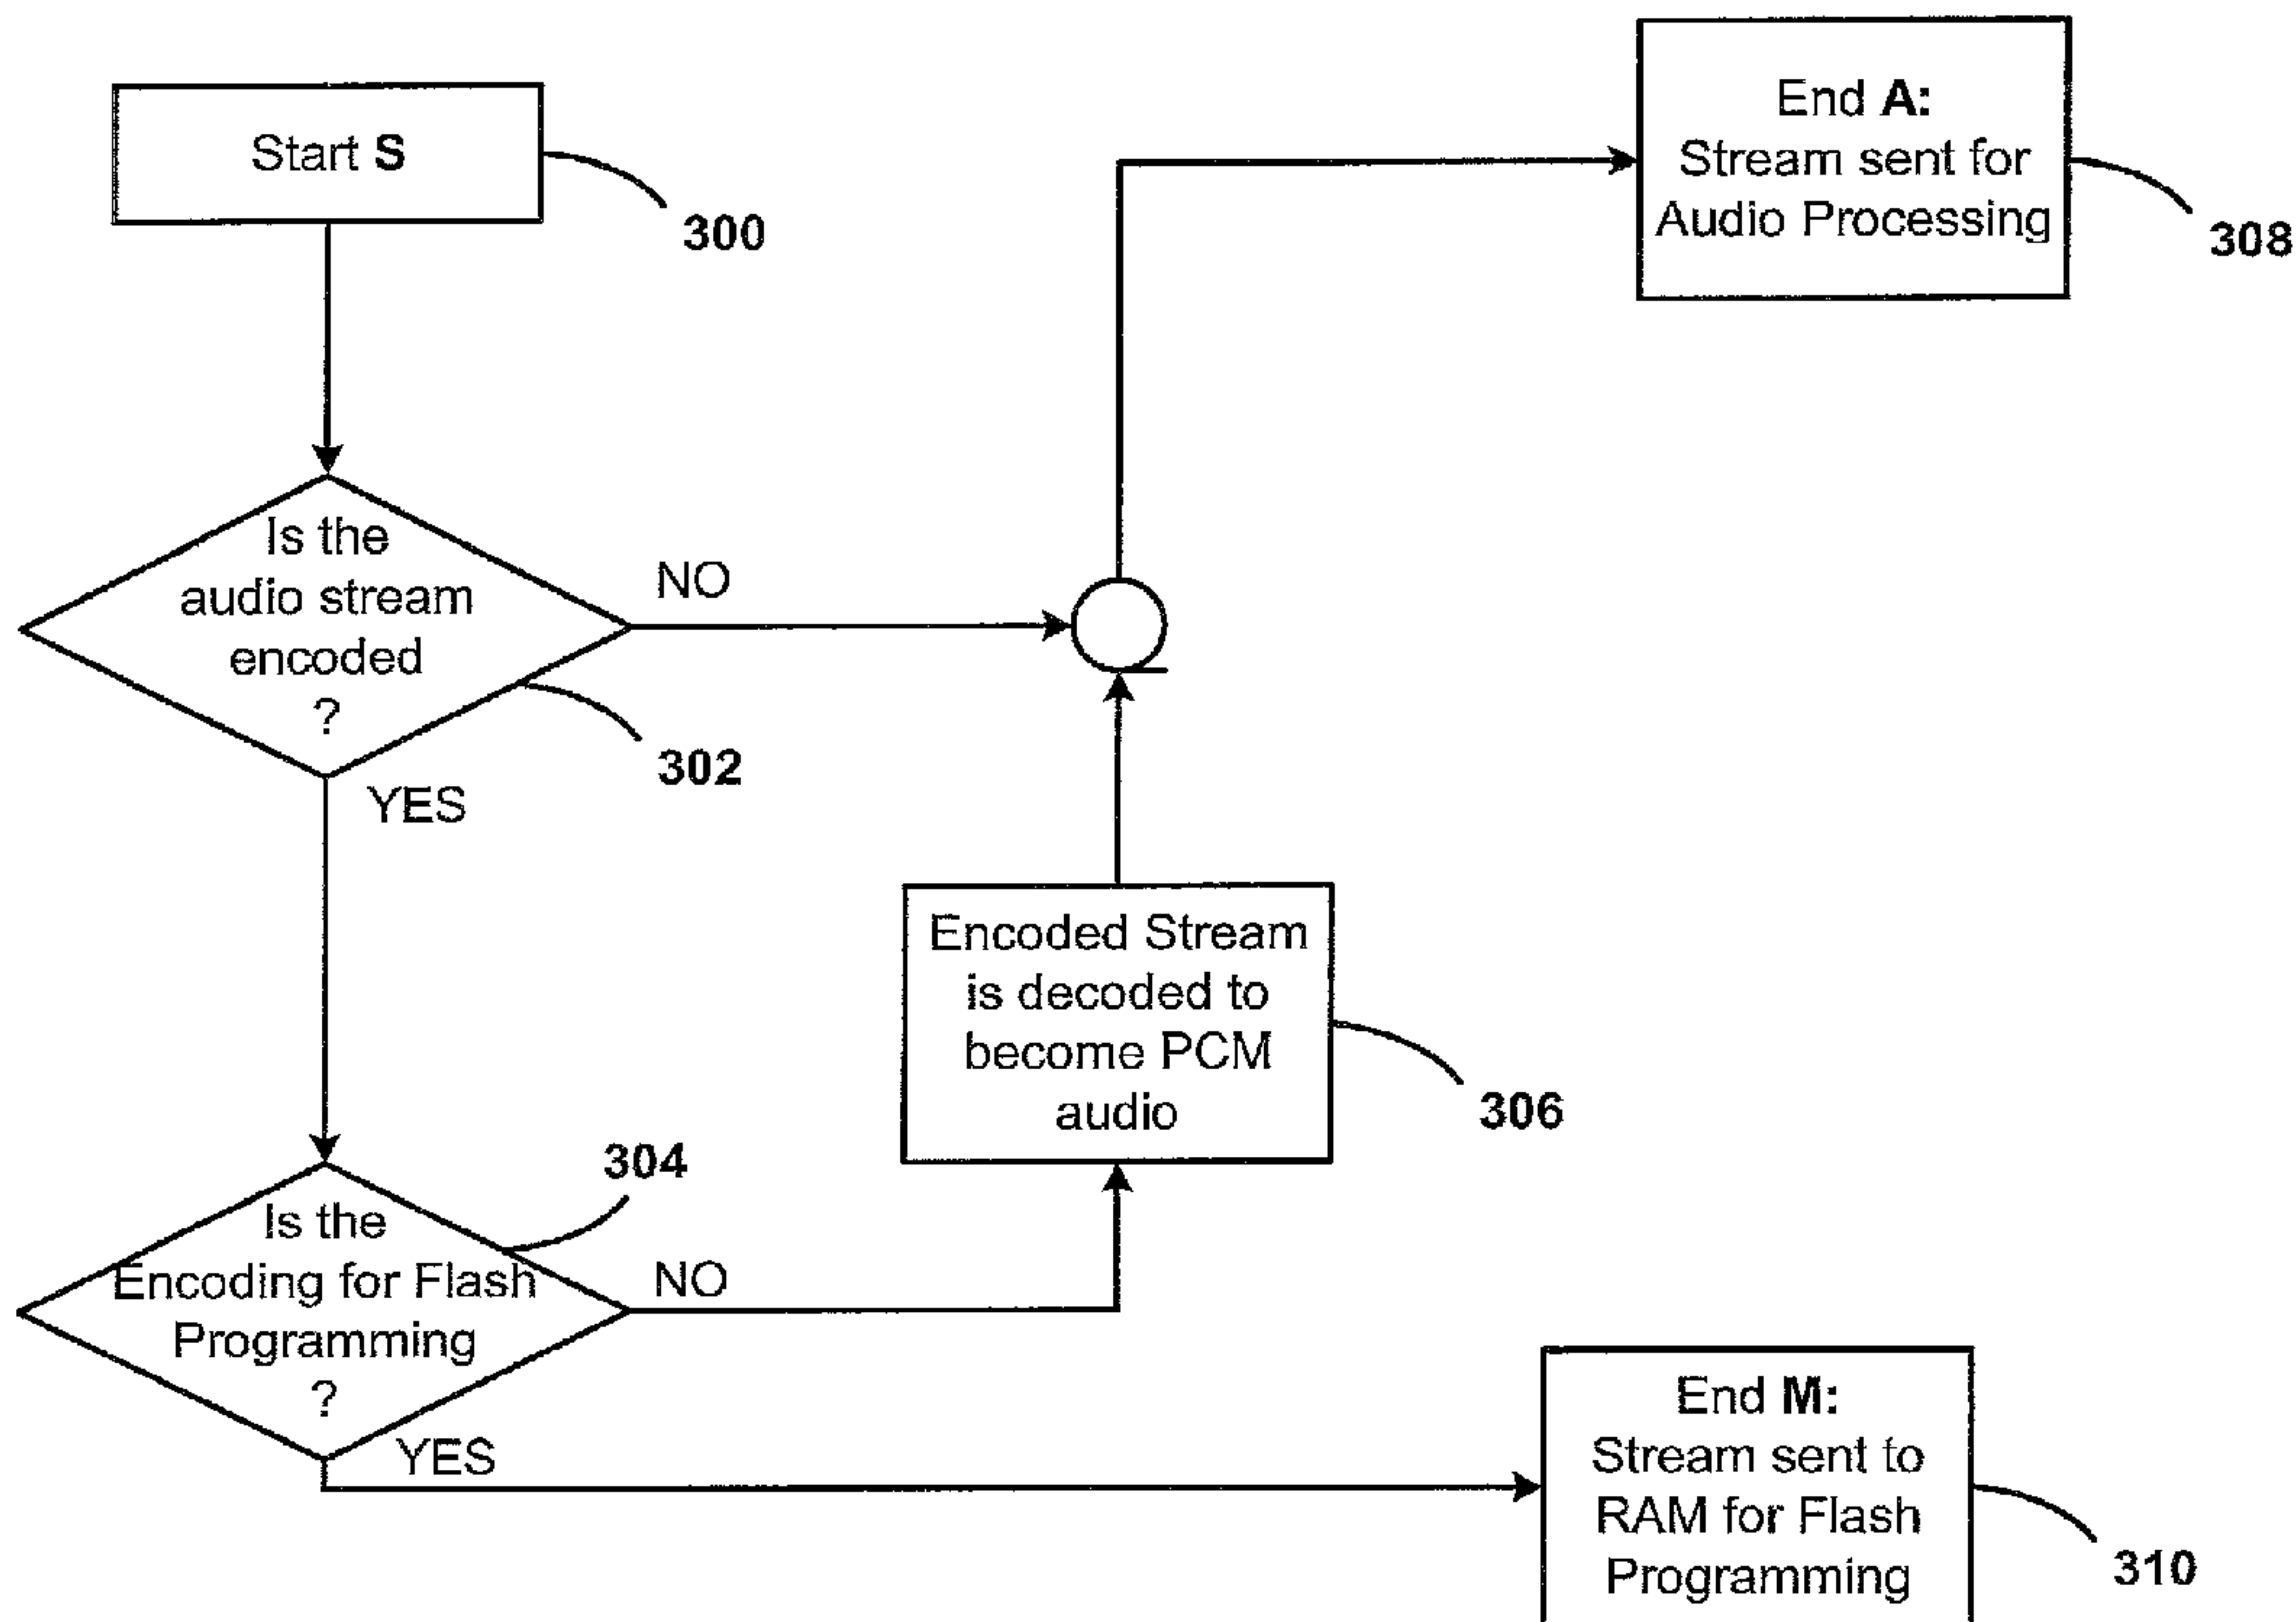 Start S
300
End A:
Stream sent for
Audio Processing
308
Is the
audio stream
encoded
?
NO
302
YES
Encoded Stream
is decoded to
become PCM
audio
306
304
Is the
Encoding for Flash
Programming
?
NO
YES
End M:
Stream sent to
RAM for Flash
Programming
310